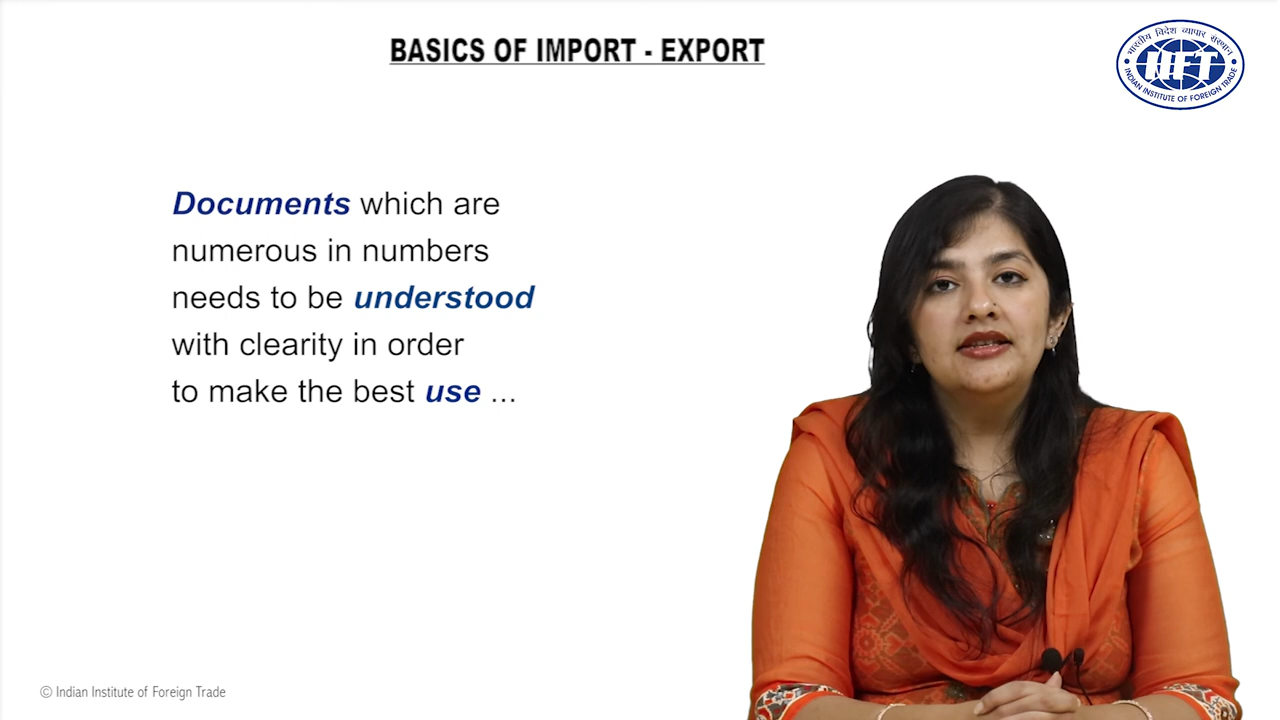 BASICS OF IMPORT - EXPORT
भारतीय विदेश व्यापार संस्थान
IIFT
INDIAN INSTITUTE OF FOREIGN TRADE
Documents which are
numerous in numbers
needs to be understood
with clearity in order
to make the best use ...
© Indian Institute of Foreign Trade